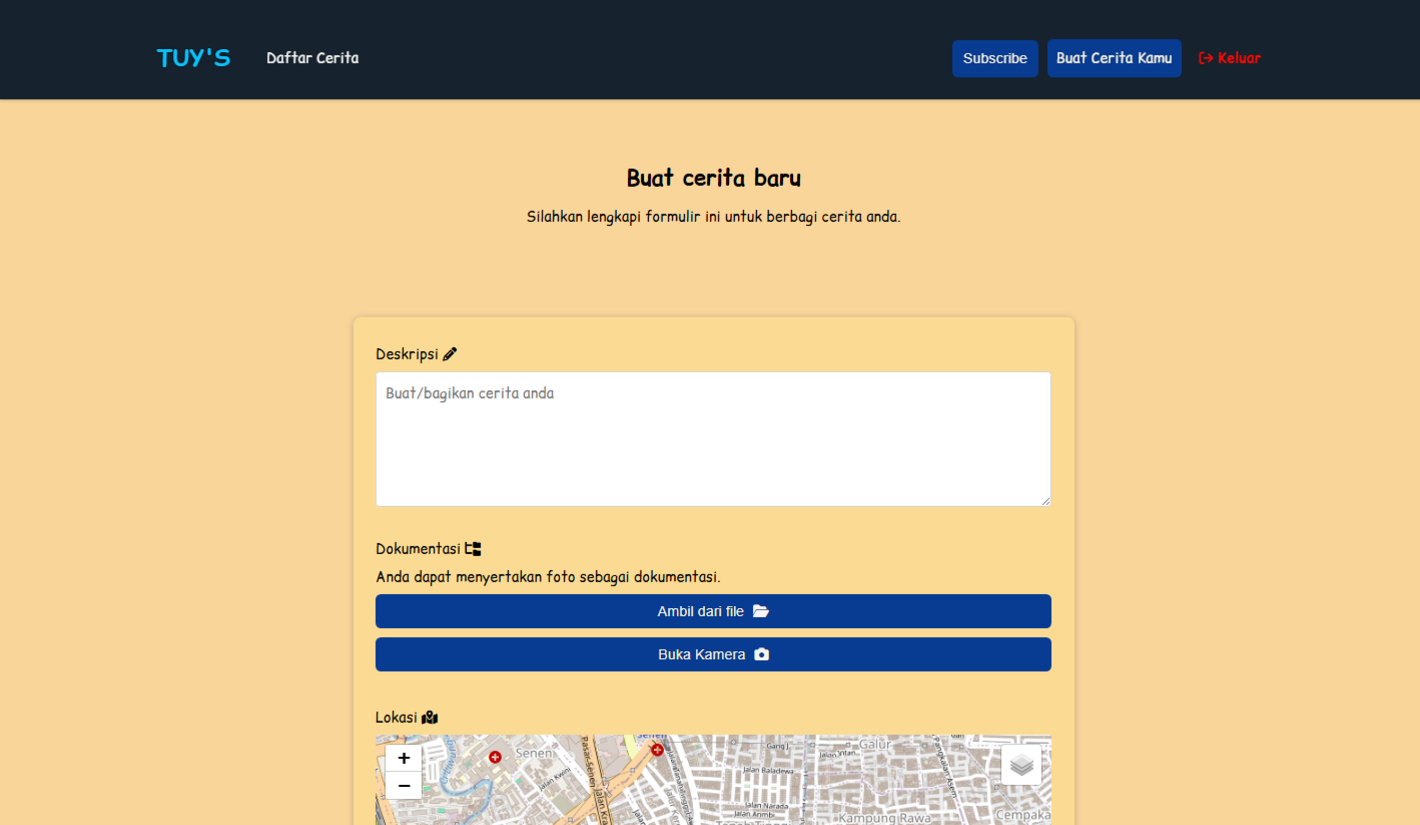 TUY'S
Daftar Cerita
Subscribe
Buat Cerita Kamu
Keluar
Buat cerita baru
Silahkan lengkapi formulir ini untuk berbagi cerita anda.
Deskripsi
Buat/bagikan cerita anda
Dokumentasi
Anda dapat menyertakan foto sebagai dokumentasi.
Ambil dari file
Buka Kamera
Lokasi
+
−
Senen
Gang J
Galur
Jalan Kwini
Jalan Baladewa
Jalan Narada
Jalan Arimbi
Kampung Rawa
Cempaka